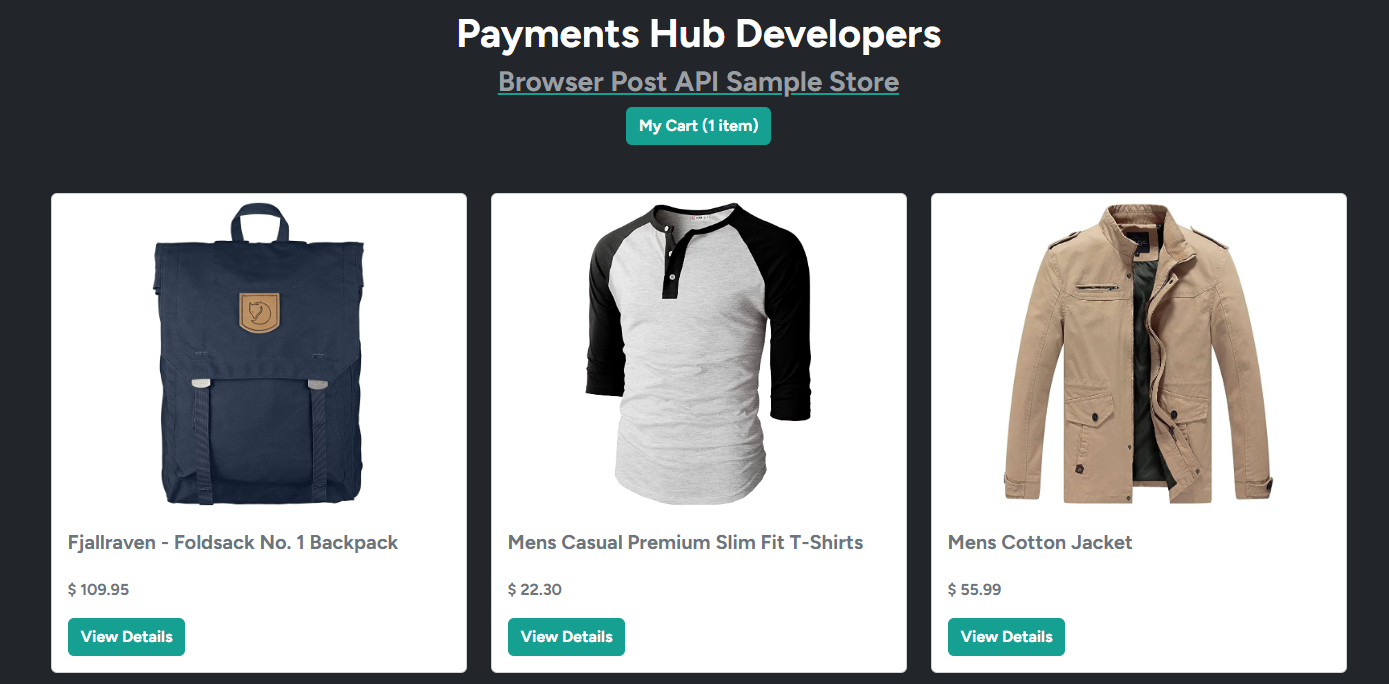 Payments Hub Developers
Browser Post API Sample Store
My Cart (1 item)
Fjallraven - Foldsack No. 1 Backpack
$ 109.95
View Details
Mens Casual Premium Slim Fit T-Shirts
$ 22.30
View Details
Mens Cotton Jacket
$ 55.99
View Details